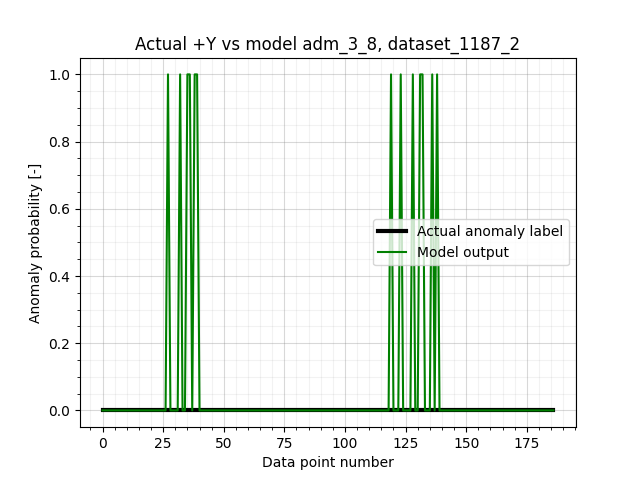 Actual +Y vs model adm_3_8, dataset_1187_2
Anomaly probability [-]
1.0
0.8
0.6
0.4
0.2
0.0
Actual anomaly label
Model output
0 25 50 75 100 125 150 175
Data point number